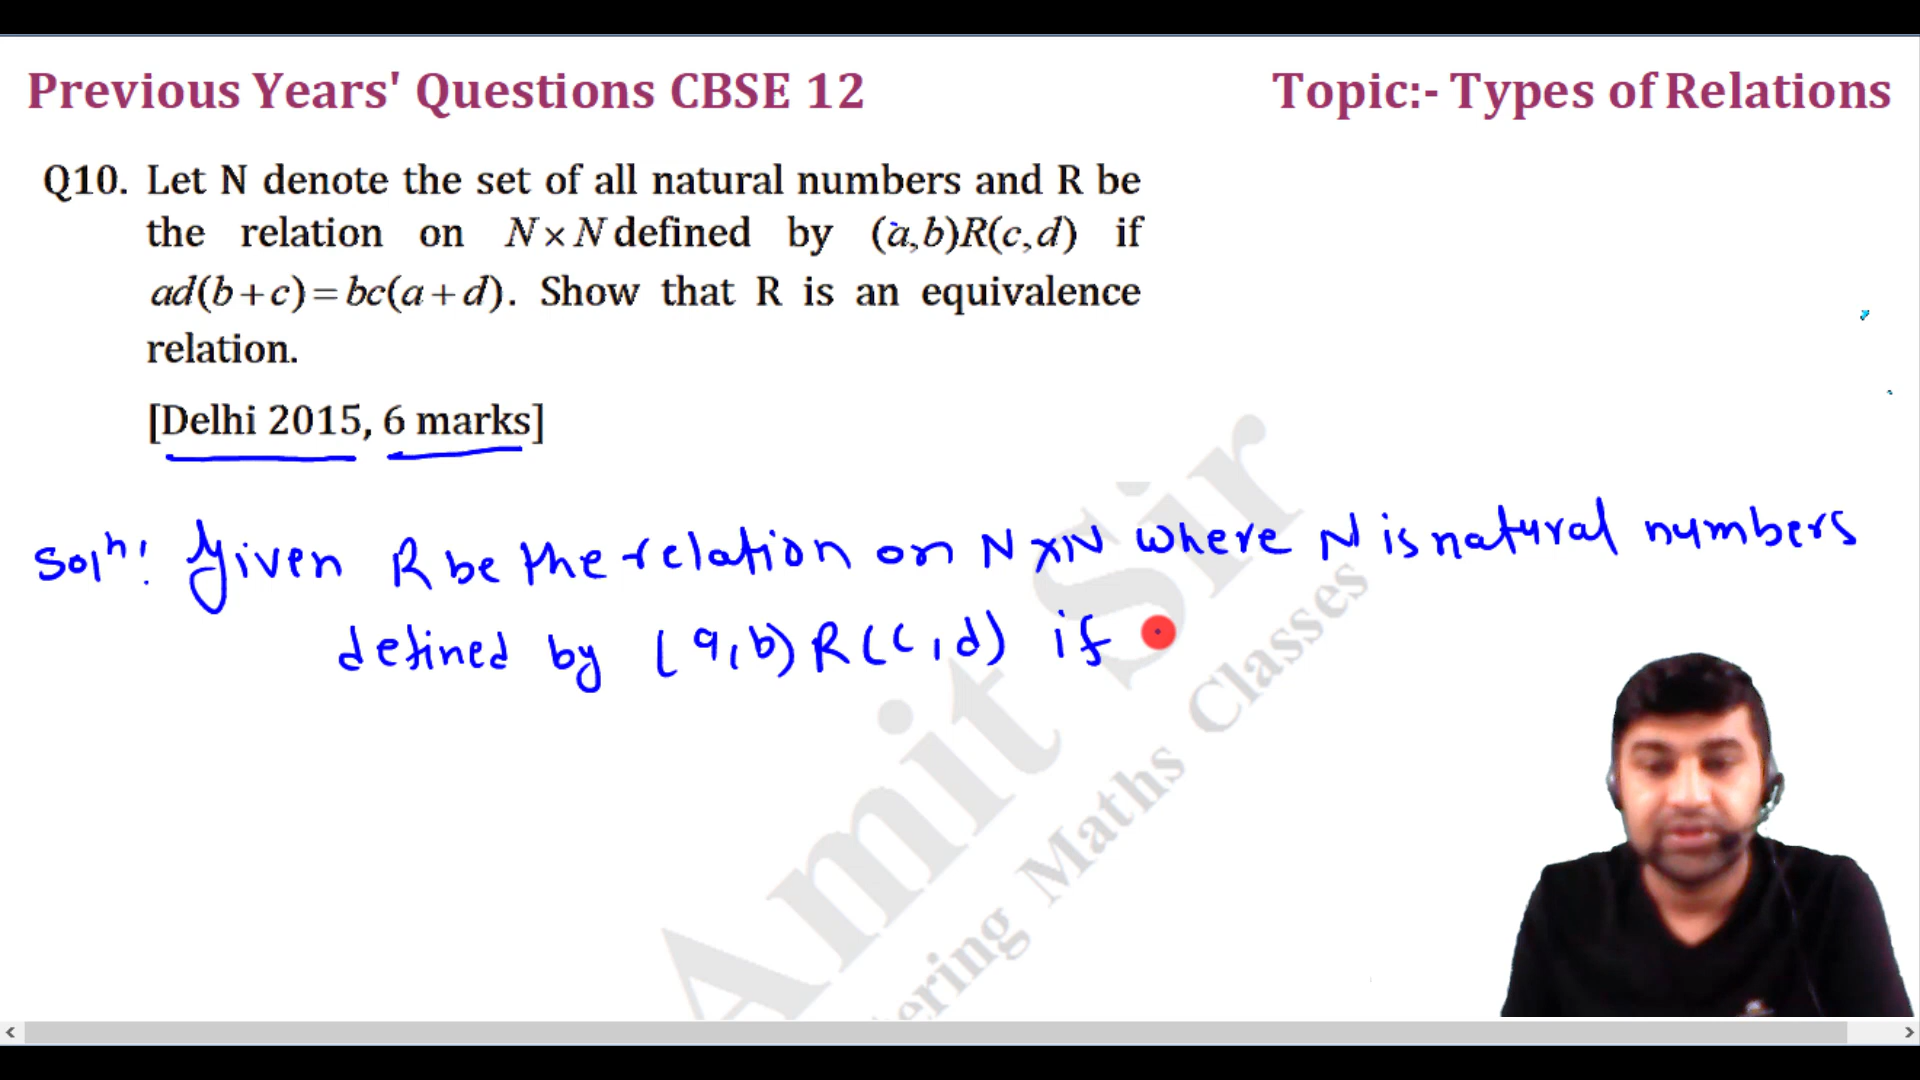 Previous Years' Questions CBSE 12
Topic:- Types of Relations
Q10. Let N denote the set of all natural numbers and R be
the relation on N×N defined by (a,b)R(c,d) if
ad(b+c)=bc(a+d). Show that R is an equivalence
relation.
[Delhi 2015, 6 marks]
Solⁿ: Given R be the relation on N×N where N is natural numbers
defined by (a,b)R(c,d) if
Amit Sir
tering Maths Classes